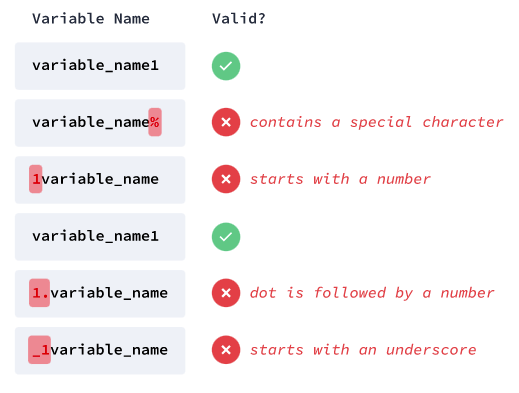 Variable Name Valid?
variable_name1
variable_name% contains a special character
1variable_name starts with a number
variable_name1
1.variable_name dot is followed by a number
_1variable_name starts with an underscore